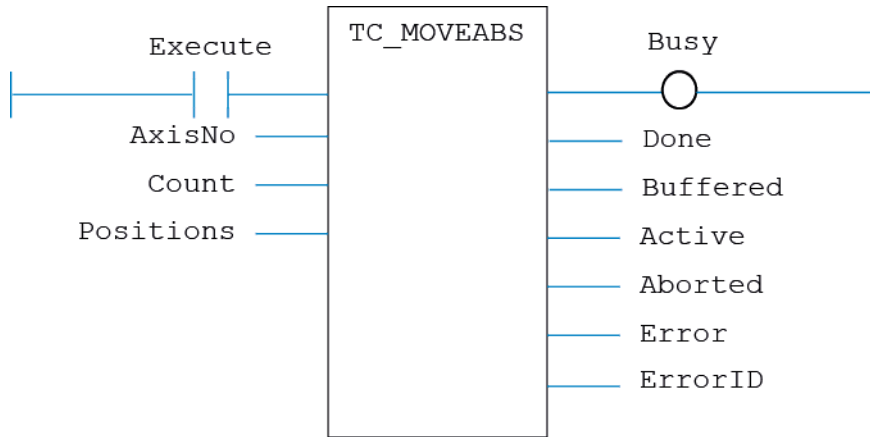 TC_MOVEABS
Execute
Busy
AxisNo
Done
Count
Buffered
Positions
Active
Aborted
Error
ErrorID